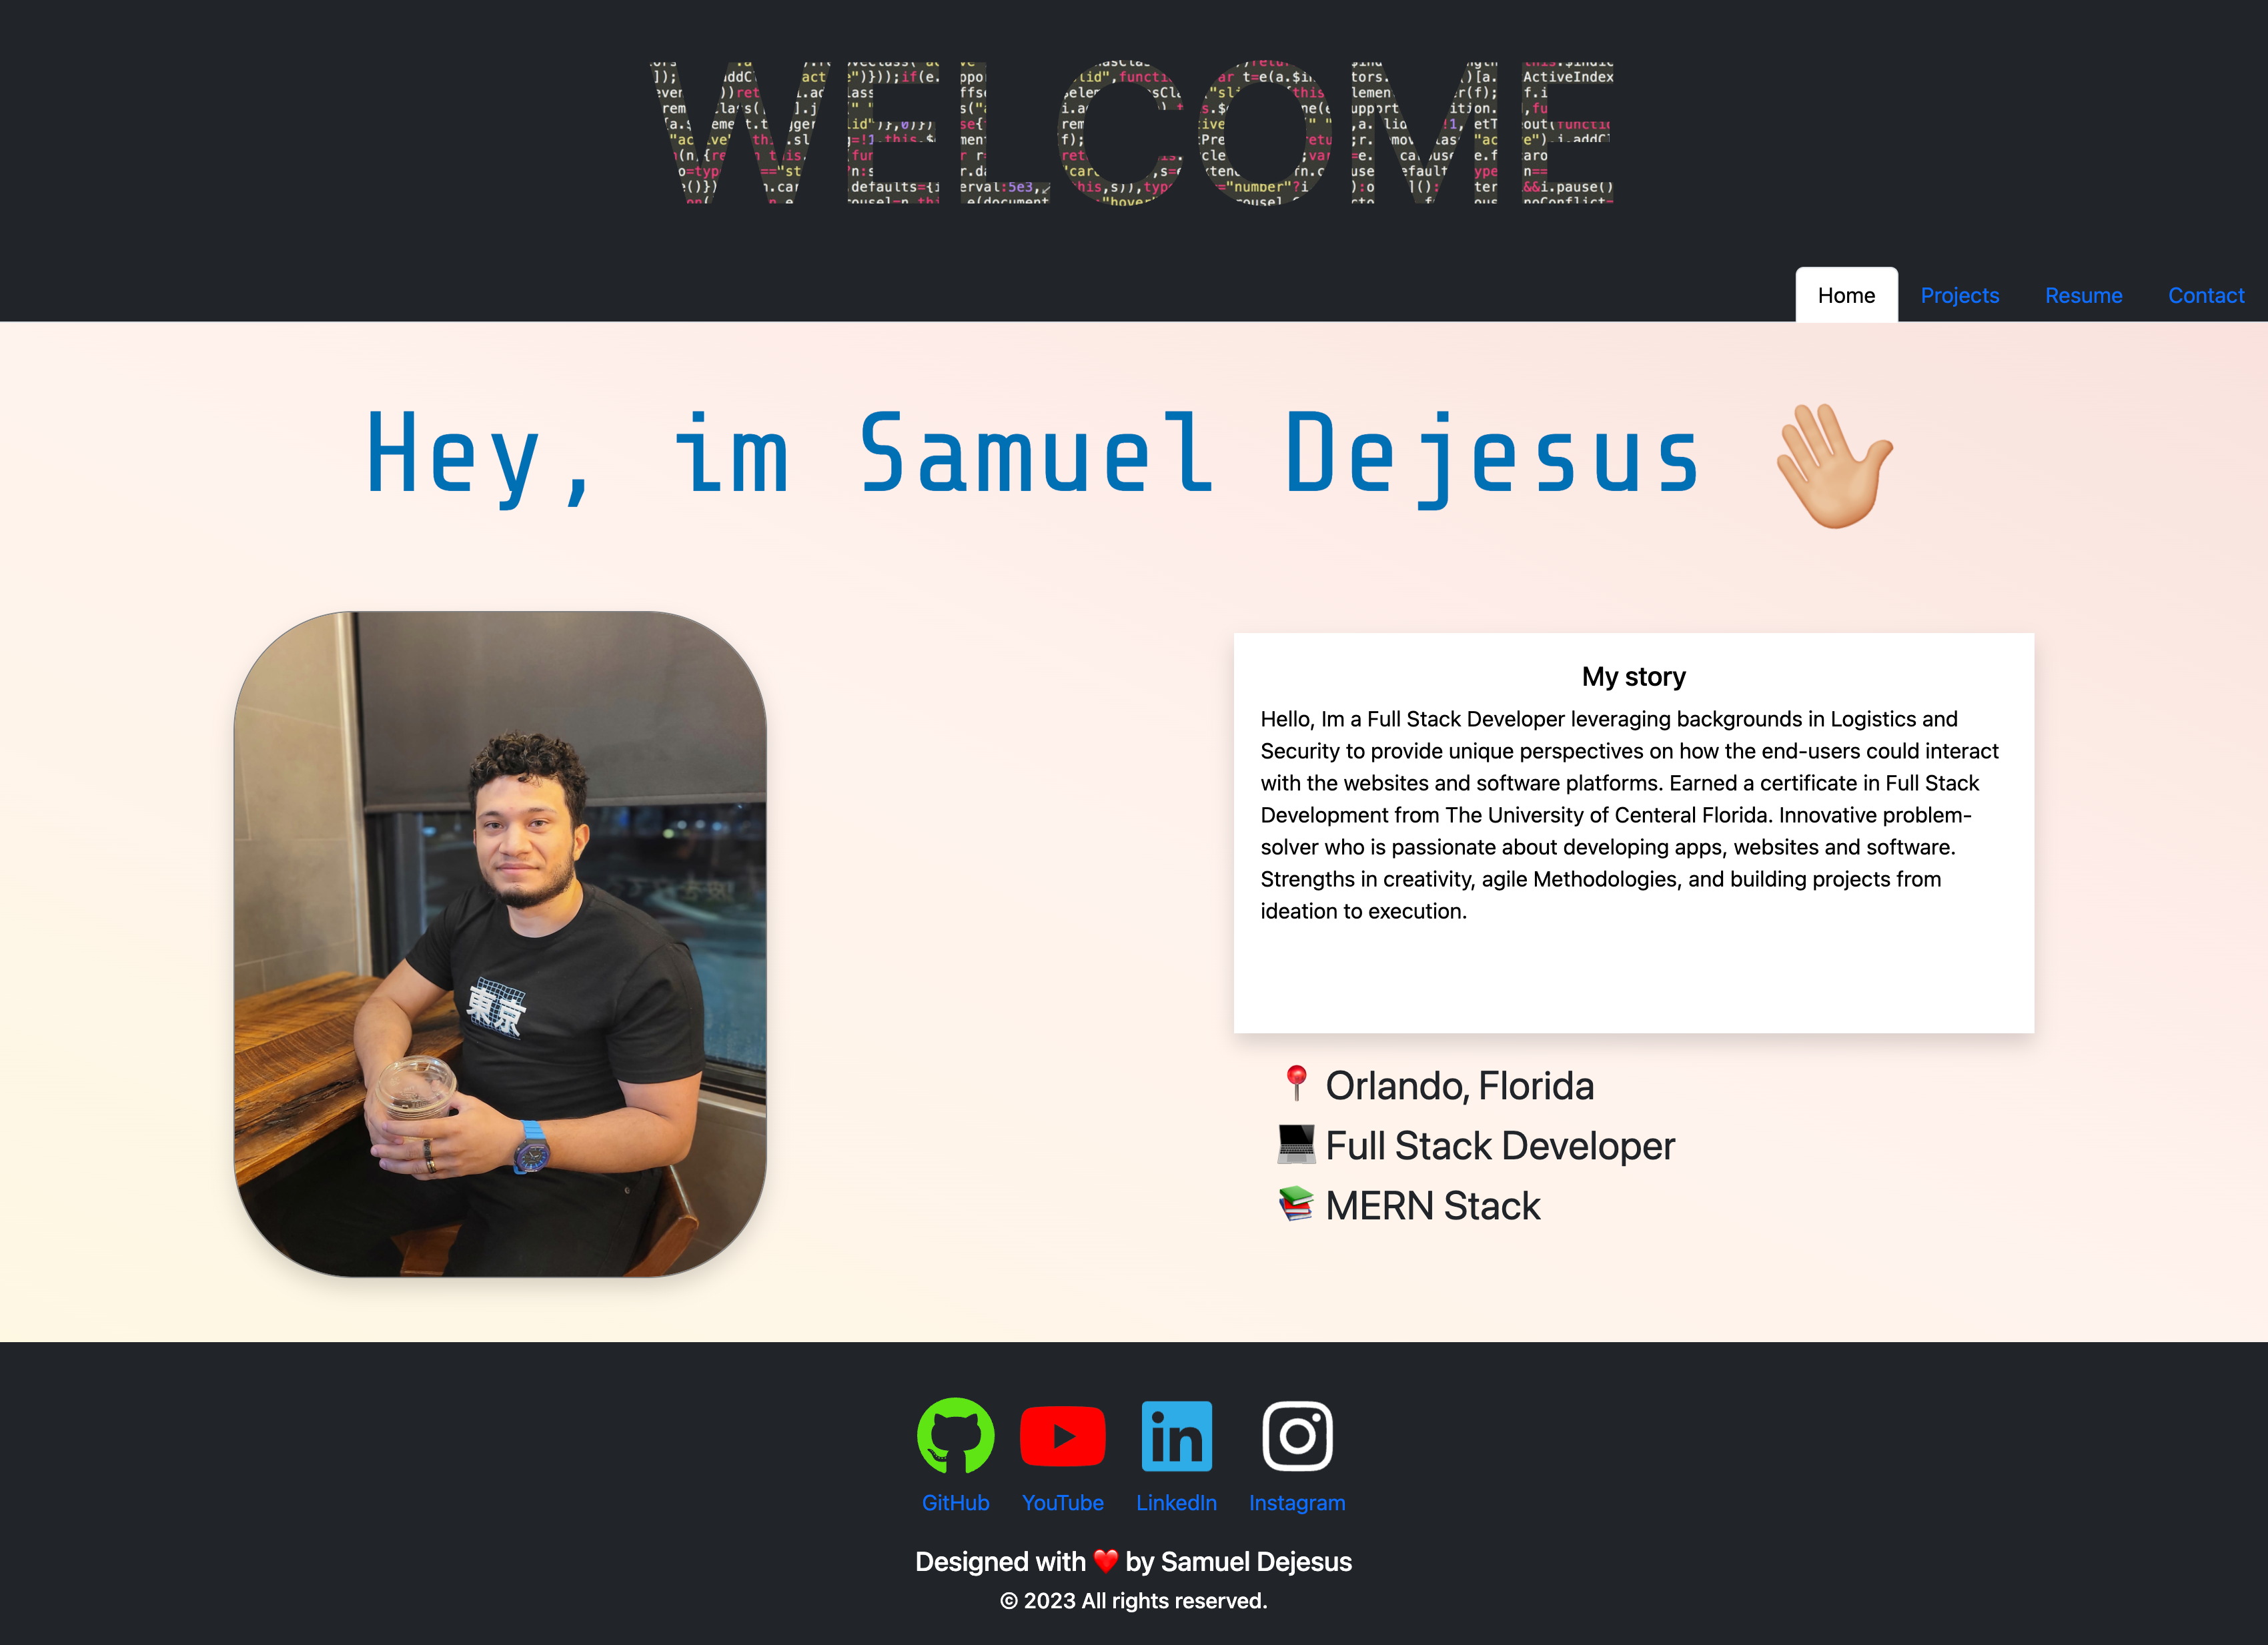 WELCOME
Home Projects Resume Contact
Hey, im Samuel Dejesus 👋🏼
東京
My story
Hello, Im a Full Stack Developer leveraging backgrounds in Logistics and
Security to provide unique perspectives on how the end-users could interact
with the websites and software platforms. Earned a certificate in Full Stack
Development from The University of Centeral Florida. Innovative problem-
solver who is passionate about developing apps, websites and software.
Strengths in creativity, agile Methodologies, and building projects from
ideation to execution.
📍 Orlando, Florida
💻 Full Stack Developer
📚 MERN Stack
GitHub YouTube LinkedIn Instagram
Designed with ❤️ by Samuel Dejesus
© 2023 All rights reserved.